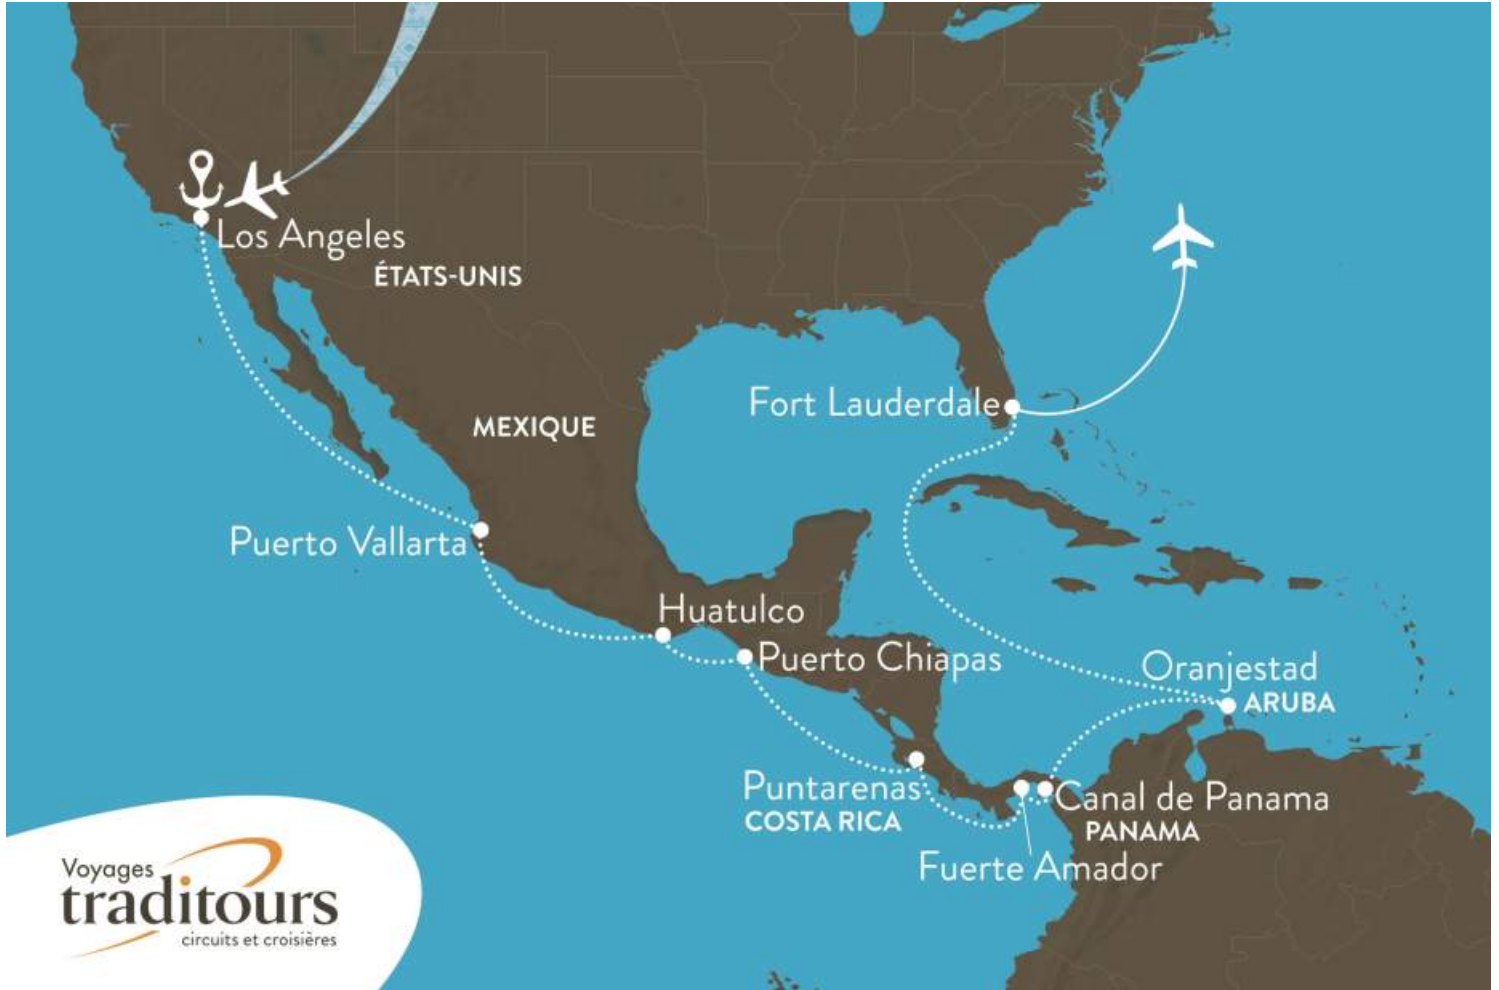 Los Angeles
ÉTATS-UNIS
Fort Lauderdale
MEXIQUE
Puerto Vallarta
Huatulco
Puerto Chiapas
Oranjestad
ARUBA
Puntarenas
COSTA RICA
Canal de Panama
PANAMA
Fuerte Amador
Voyages
traditours
circuits et croisières